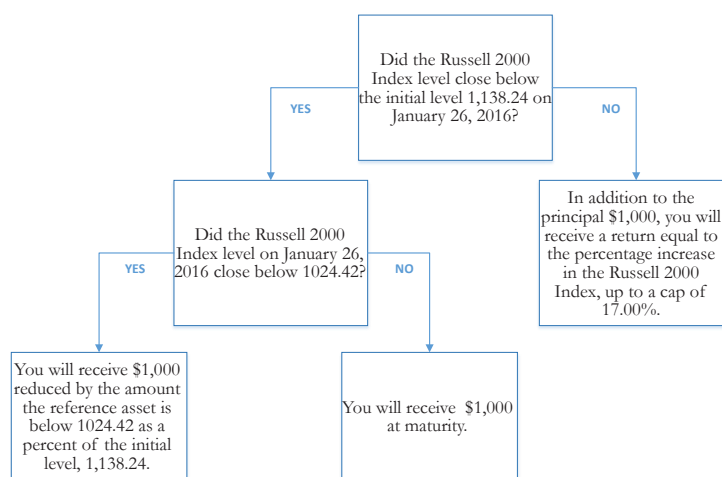 Did the Russell 2000
Index level close below
the initial level 1,138.24 on
January 26, 2016?
YES
NO
Did the Russell 2000
Index level on January 26,
2016 close below 1024.42?
In addition to the
principal $1,000, you will
receive a return equal to
the percentage increase
in the Russell 2000
Index, up to a cap of
17.00%.
YES
NO
You will receive $1,000
reduced by the amount
the reference asset is
below 1024.42 as a
percent of the initial
level, 1,138.24.
You will receive $1,000
at maturity.